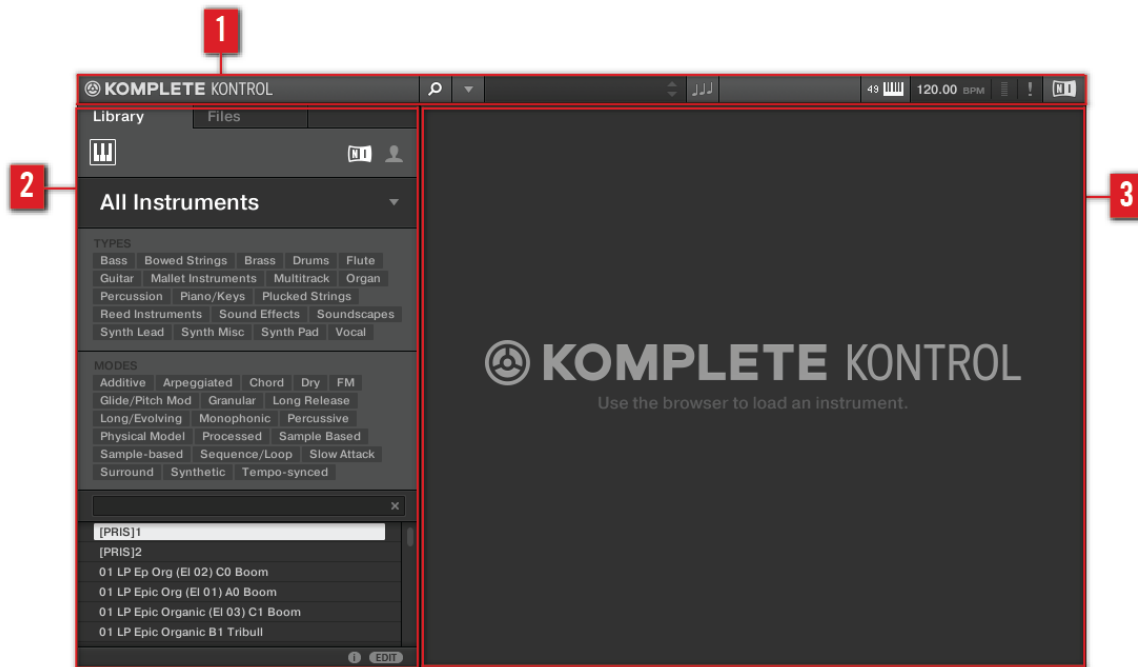 1
KOMPLETE KONTROL
49
120.00 BPM
!
NI
Library Files
NI
2
3
All Instruments
TYPES
Bass Bowed Strings Brass Drums Flute
Guitar Mallet Instruments Multitrack Organ
Percussion Piano/Keys Plucked Strings
Reed Instruments Sound Effects Soundscapes
Synth Lead Synth Misc Synth Pad Vocal
MODES
Additive Arpeggiated Chord Dry FM
Glide/Pitch Mod Granular Long Release
Long/Evolving Monophonic Percussive
Physical Model Processed Sample Based
Sample-based Sequence/Loop Slow Attack
Surround Synthetic Tempo-synced
[PRIS]1
[PRIS]2
01 LP Ep Org (EI 02) C0 Boom
01 LP Epic Org (EI 01) A0 Boom
01 LP Epic Organic (EI 03) C1 Boom
01 LP Epic Organic B1 Tribull
i EDIT
KOMPLETE KONTROL
Use the browser to load an instrument.